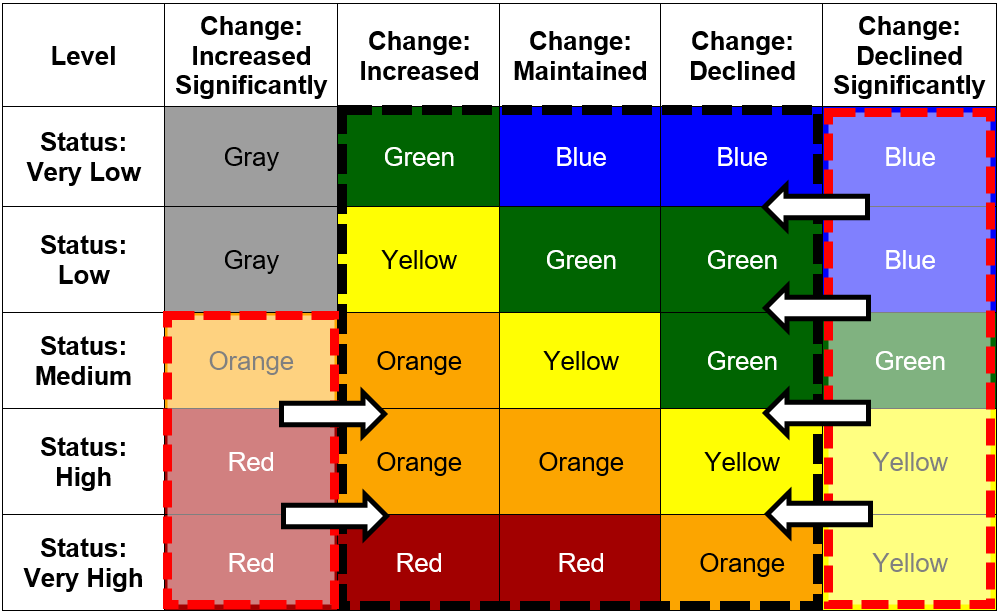 Level
Change:
Increased
Significantly
Change:
Increased
Change:
Maintained
Change:
Declined
Change:
Declined
Significantly
Status:
Very Low
Gray
Green
Blue
Blue
Blue
Status:
Low
Gray
Yellow
Green
Green
Blue
Status:
Medium
Orange
Orange
Yellow
Green
Green
Status:
High
Red
Orange
Orange
Yellow
Yellow
Status:
Very High
Red
Red
Red
Orange
Yellow